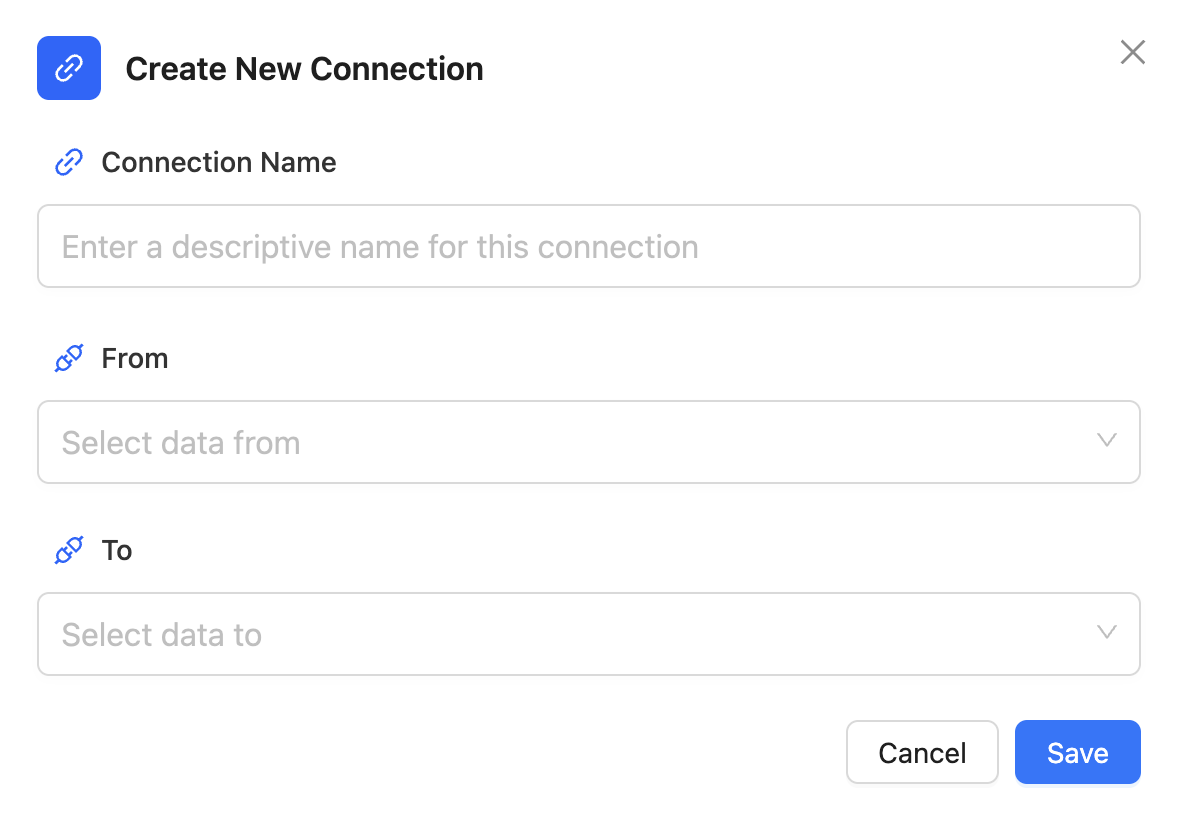 Create New Connection
Connection Name
Enter a descriptive name for this connection
From
Select data from
To
Select data to
Cancel
Save